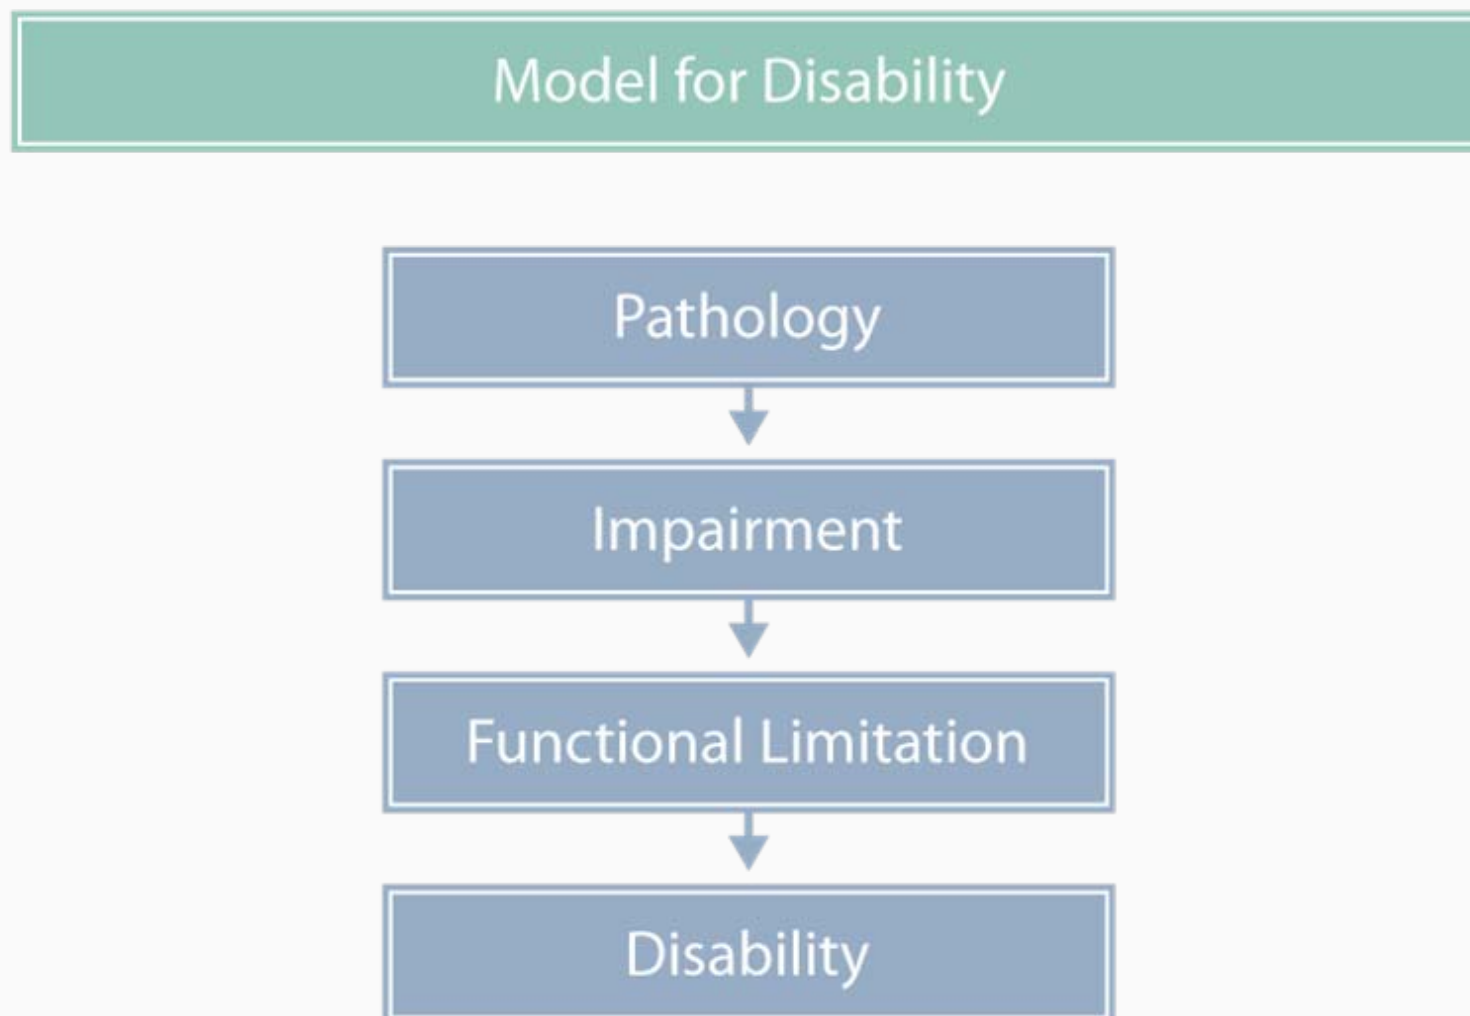 Model for Disability
Pathology
Impairment
Functional Limitation
Disability